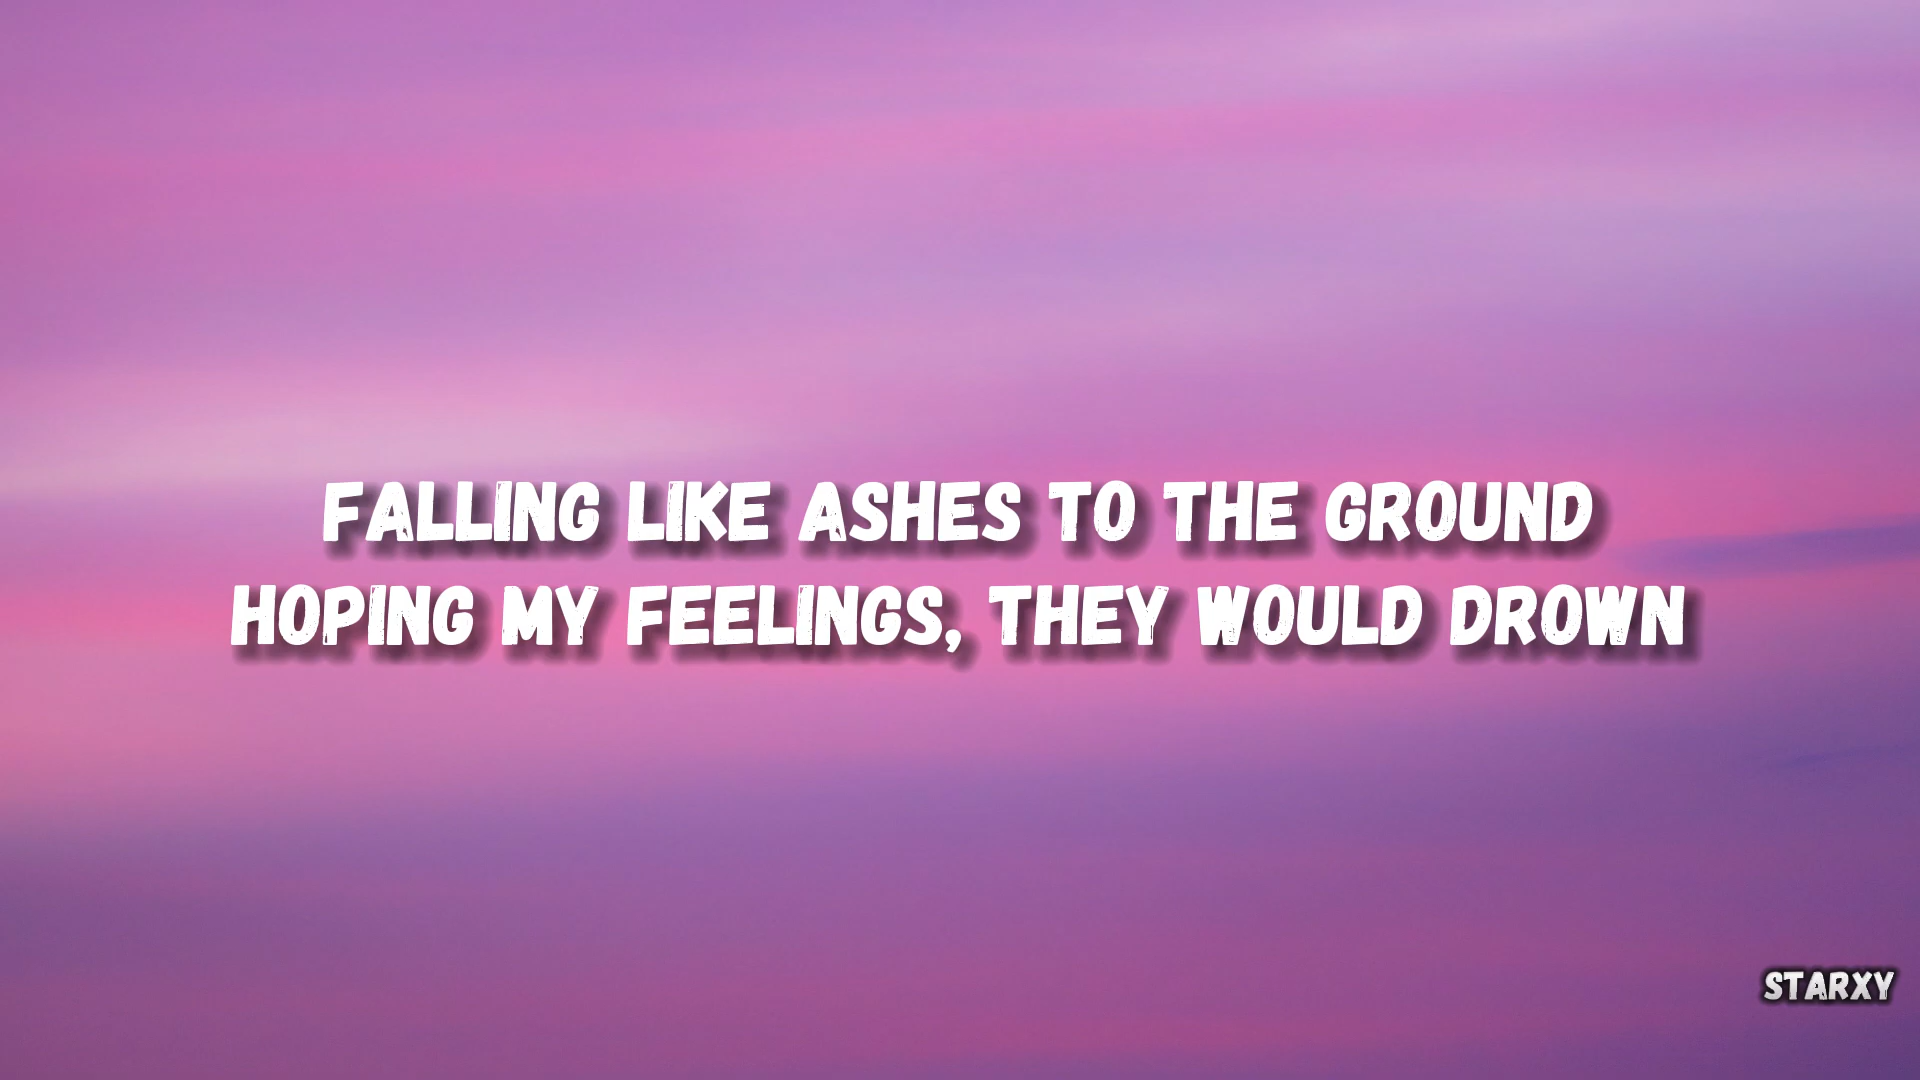 FALLING LIKE ASHES TO THE GROUND
HOPING MY FEELINGS, THEY WOULD DROWN
STARXY